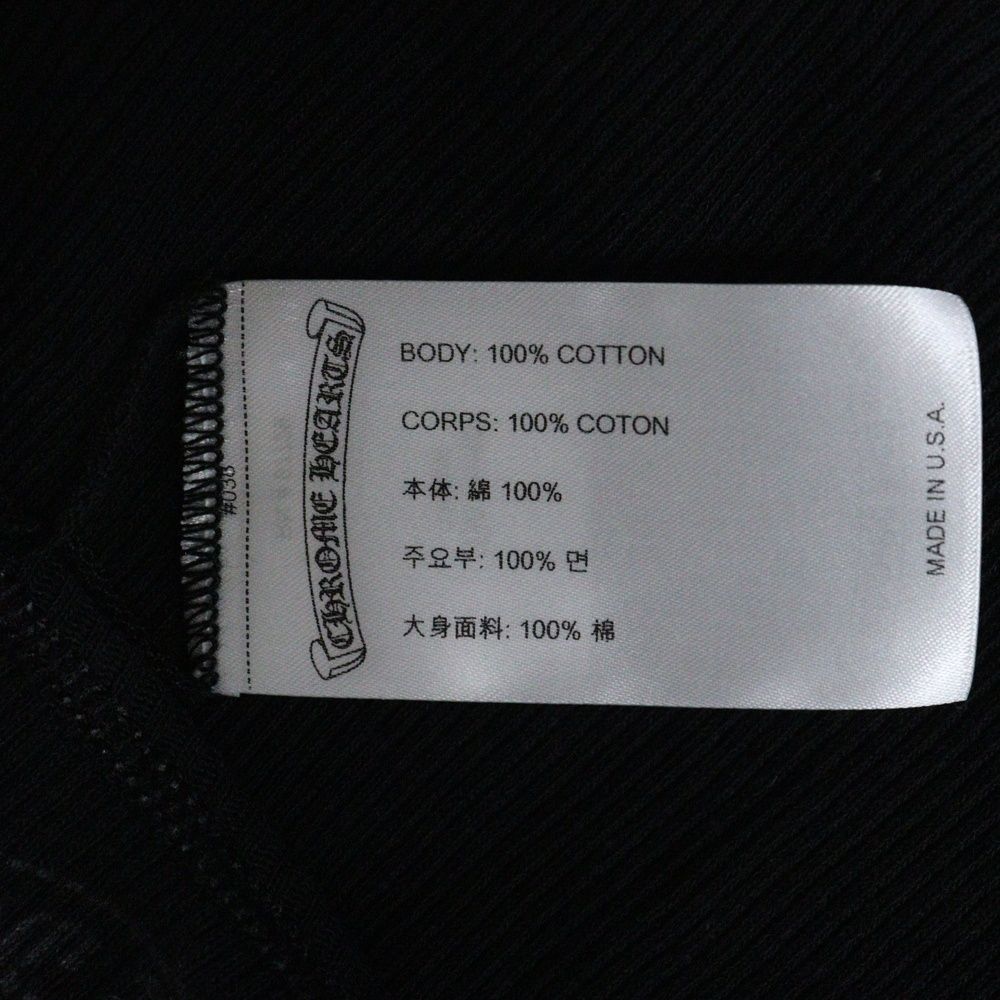 CHROME HEARTS
BODY: 100% COTTON
CORPS: 100% COTON
本体: 綿 100%
주요부: 100% 면
大身面料: 100% 棉
MADE IN U.S.A.